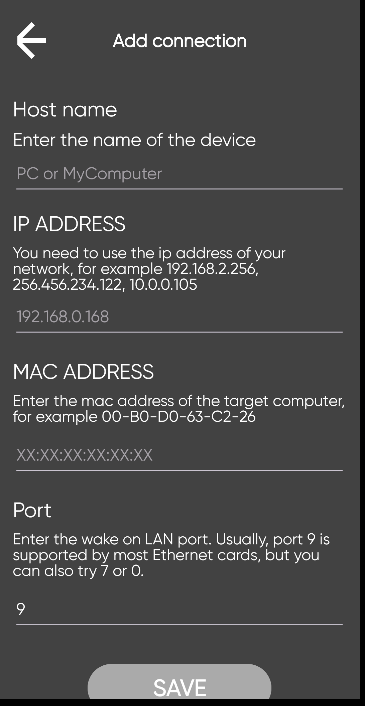 Add connection
Host name
Enter the name of the device
PC or MyComputer
IP ADDRESS
You need to use the ip address of your
network, for example 192.168.2.256,
256.456.234.122, 10.0.0.105
192.168.0.168
MAC ADDRESS
Enter the mac address of the target computer,
for example 00-B0-D0-63-C2-26
XX:XX:XX:XX:XX:XX
Port
Enter the wake on LAN port. Usually, port 9 is
supported by most Ethernet cards, but you
can also try 7 or 0.
9
SAVE